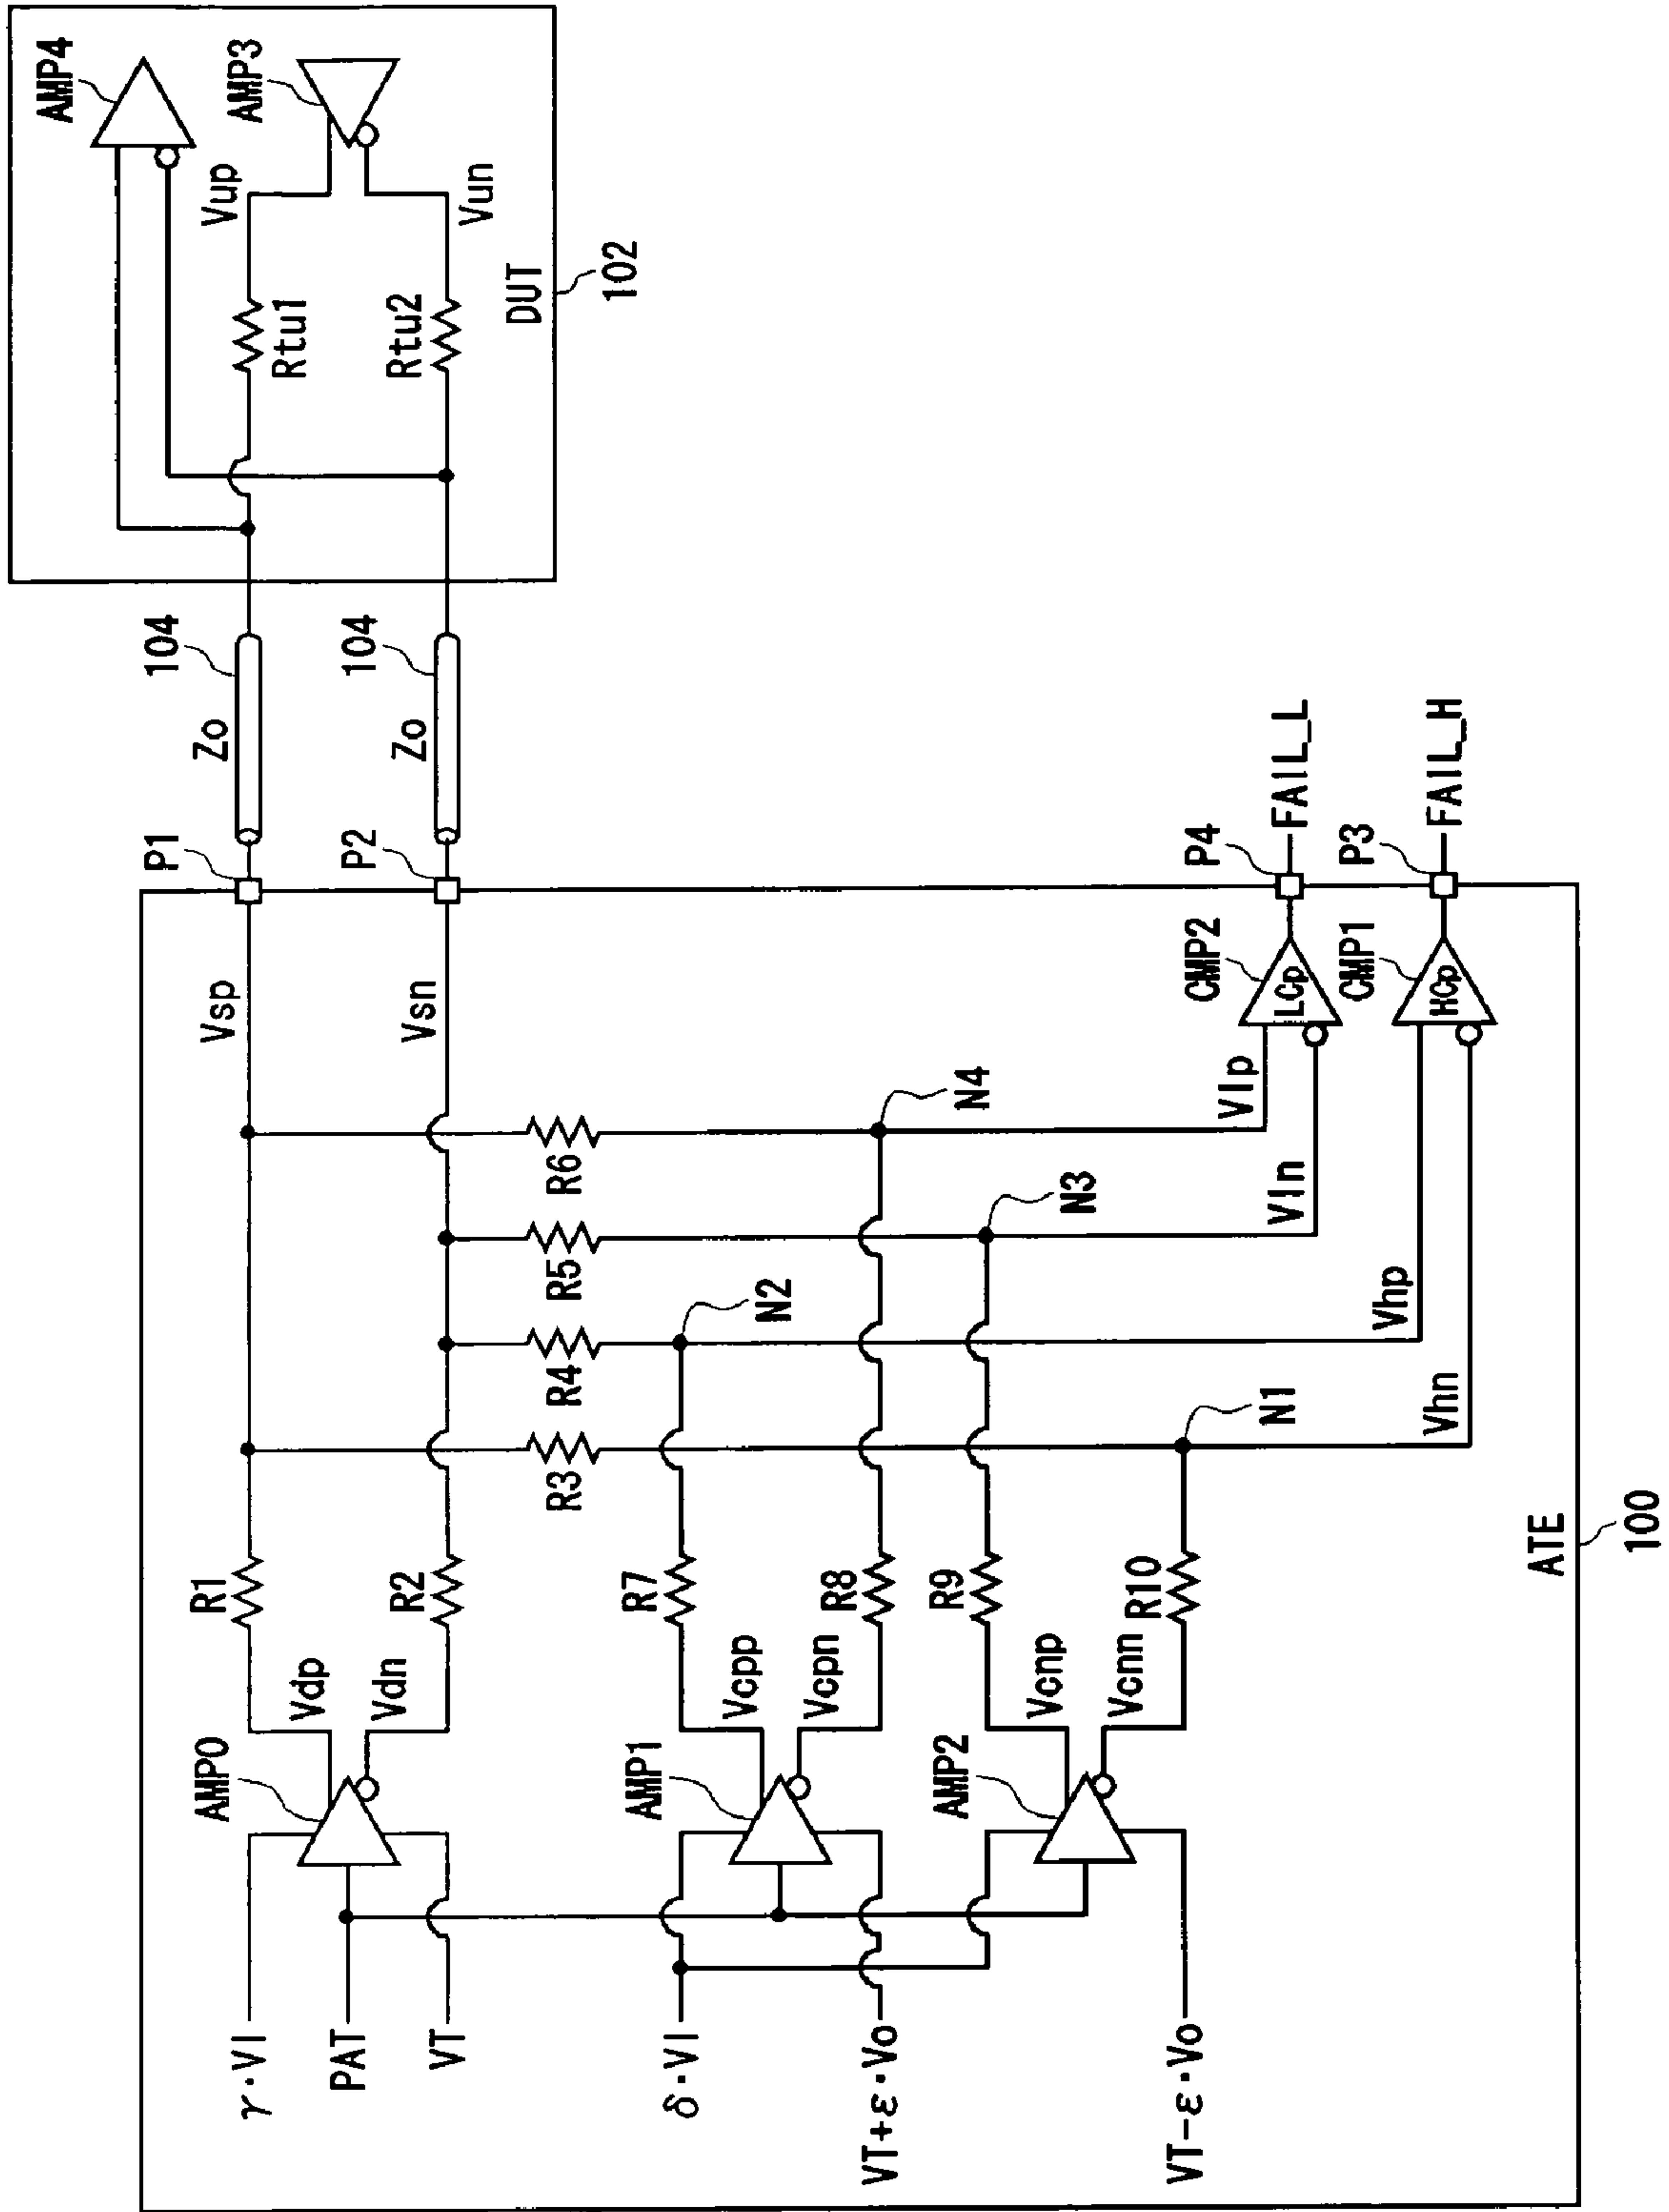 γ・VI
PAT
VT
AMP0
Vdp
Vdn
R1
R2
Vsp
Vsn
P1
P2
Zo
104
Zo
104
AMP4
Vup
AMP3
Rtu1
Rtu2
Vun
DUT
102
R3
R4
R5
R6
δ・VI
VT+ε・Vo
AMP1
Vcpp
Vcpn
R7
R8
N2
N4
VT-ε・Vo
AMP2
Vcnp
Vcnn
R9
R10
N3
N1
Vlp
Vln
Vhp
Vhn
CMP2
LCp
P4
FAIL_L
CMP1
HCp
P3
FAIL_H
ATE
100